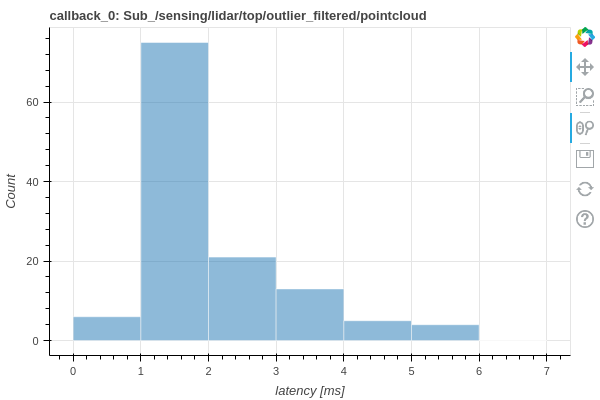 callback_0: Sub_/sensing/lidar/top/outlier_filtered/pointcloud
60
40
20
0
Count
0 1 2 3 4 5 6 7
latency [ms]